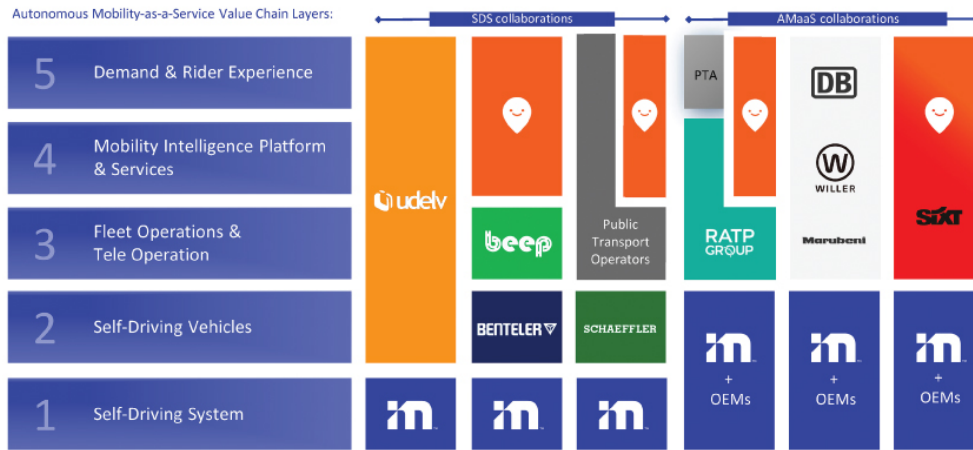 Autonomous Mobility-as-a-Service Value Chain Layers:
SDS collaborations
AMaaS collaborations
5
Demand & Rider Experience
4
Mobility Intelligence Platform
& Services
3
Fleet Operations &
Tele Operation
2
Self-Driving Vehicles
1
Self-Driving System
udelv
beep
BENTELER
Public
Transport
Operators
SCHAEFFLER
PTA
RATP
GROUP
DB
W
WILLER
Marubeni
SiXT
m
+
OEMs
m
+
OEMs
m
+
OEMs
m
m
m